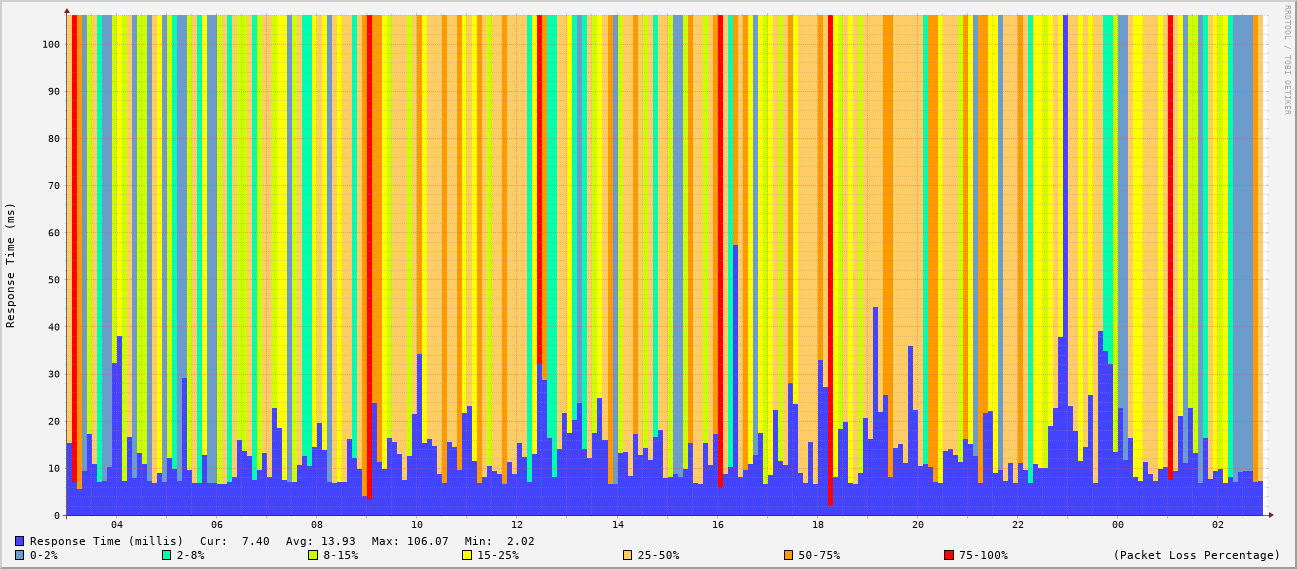 RRDTOOL / TOBI OETIKER
Response Time (ms)
100
90
80
70
60
50
40
30
20
10
0
04 06 08 10 12 14 16 18 20 22 00 02
Response Time (millis) Cur: 7.40 Avg: 13.93 Max: 106.07 Min: 2.02
0-2% 2-8% 8-15% 15-25% 25-50% 50-75% 75-100% (Packet Loss Percentage)